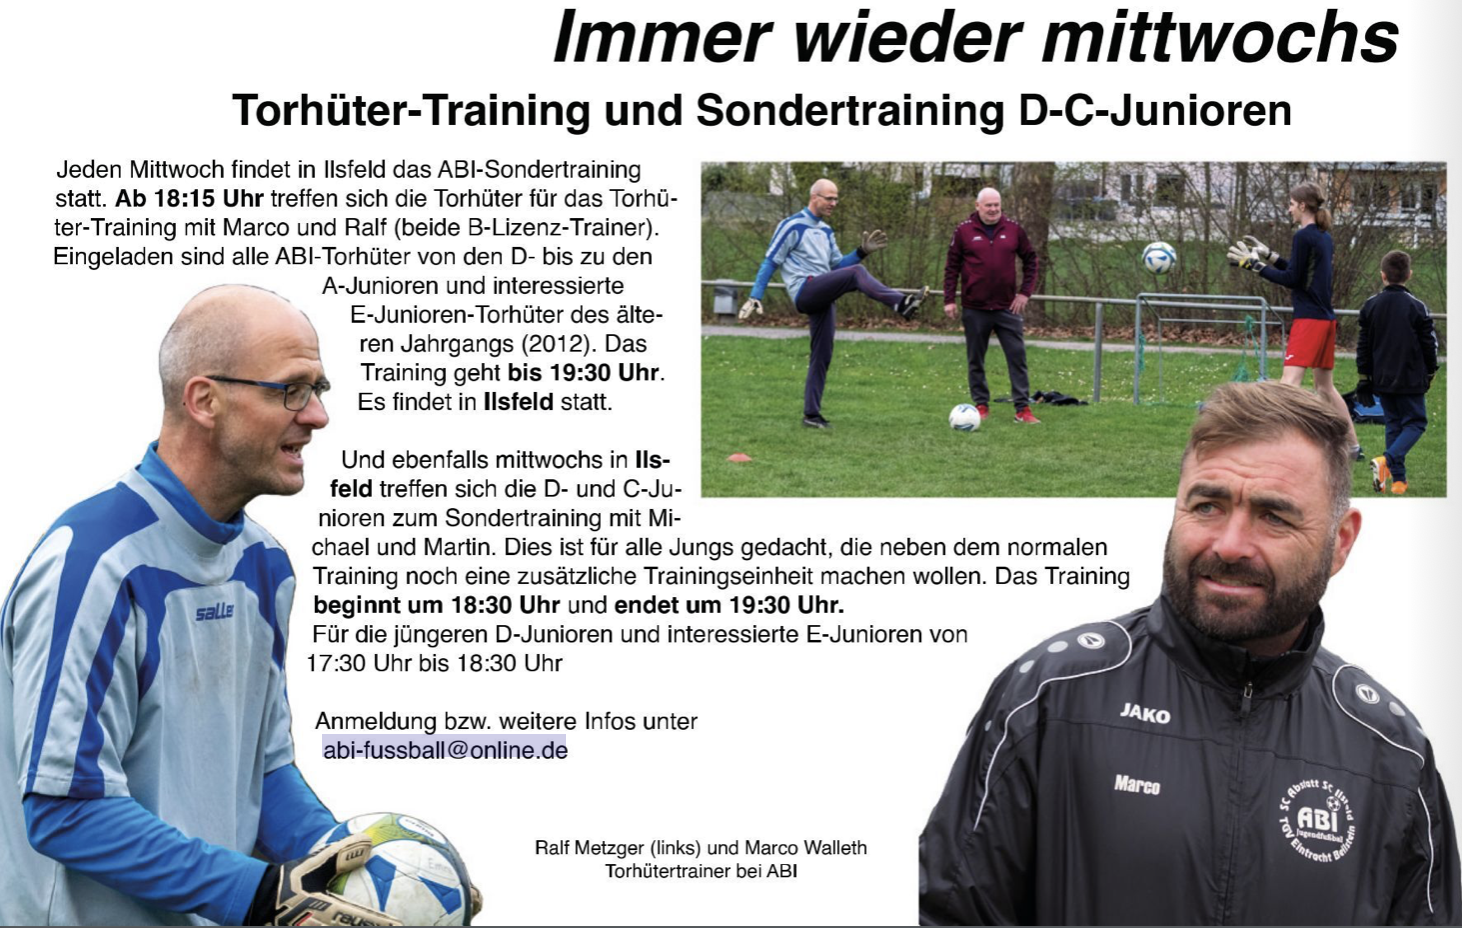 Immer wieder mittwochs
Torhüter-Training und Sondertraining D-C-Junioren
Jeden Mittwoch findet in Ilsfeld das ABI-Sondertraining
statt. Ab 18:15 Uhr treffen sich die Torhüter für das Torhü-
ter-Training mit Marco und Ralf (beide B-Lizenz-Trainer).
Eingeladen sind alle ABI-Torhüter von den D- bis zu den
A-Junioren und interessierte
E-Junioren-Torhüter des älte-
ren Jahrgangs (2012). Das
Training geht bis 19:30 Uhr.
Es findet in Ilsfeld statt.
Und ebenfalls mittwochs in Ils-
feld treffen sich die D- und C-Ju-
nioren zum Sondertraining mit Mi-
chael und Martin. Dies ist für alle Jungs gedacht, die neben dem normalen
Training noch eine zusätzliche Trainingseinheit machen wollen. Das Training
beginnt um 18:30 Uhr und endet um 19:30 Uhr.
Für die jüngeren D-Junioren und interessierte E-Junioren von
17:30 Uhr bis 18:30 Uhr
Anmeldung bzw. weitere Infos unter
abi-fussball@online.de
Ralf Metzger (links) und Marco Walleth
Torhütertrainer bei ABI
saller
JAKO
Marco
SC Abstatt SC Ilsfeld
ABI
Jugendfußball
TGV Eintracht Beilstein